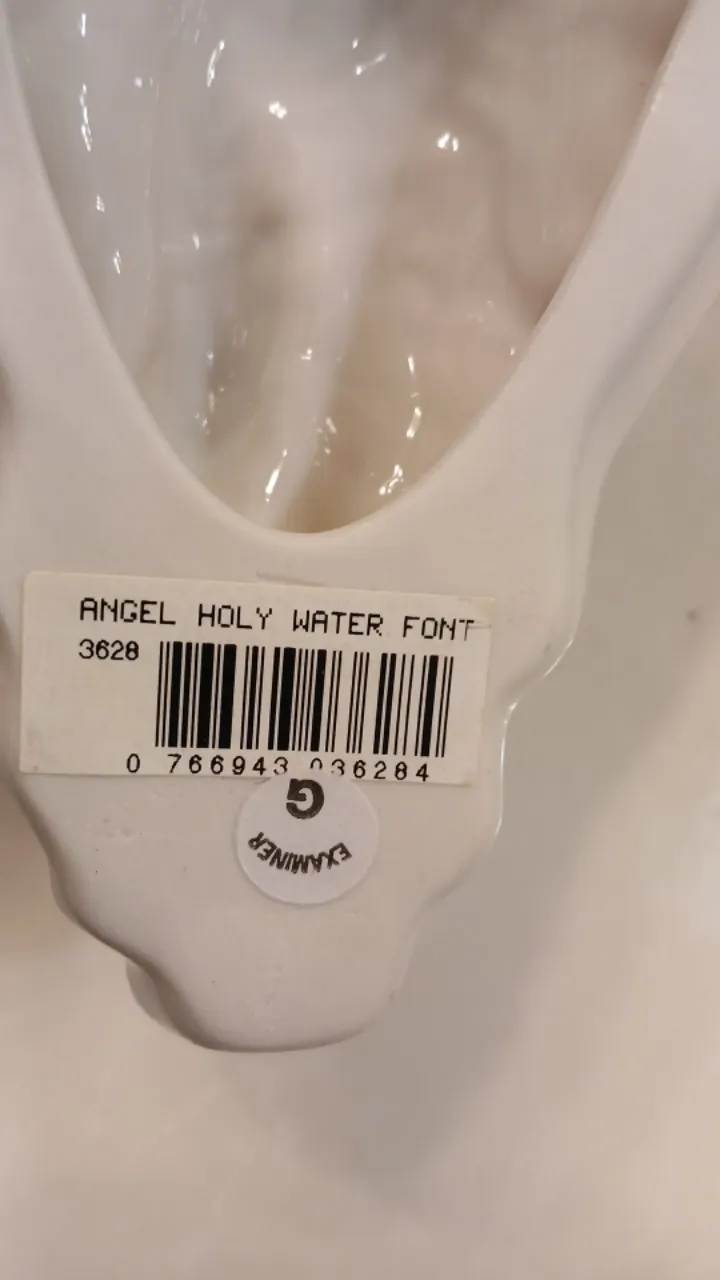 ANGEL HOLY WATER FONT
3628
0 766943 036284
G
EXAMINER